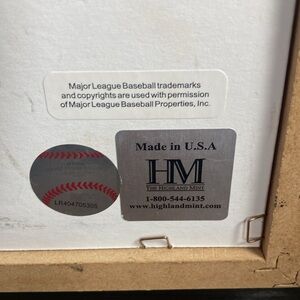 Major League Baseball trademarks
and copyrights are used with permission
of Major League Baseball Properties, Inc.
Made in U.S.A
HM
THE HIGHLAND MINT
1-800-544-6135
www.highlandmint.com
LR404705305